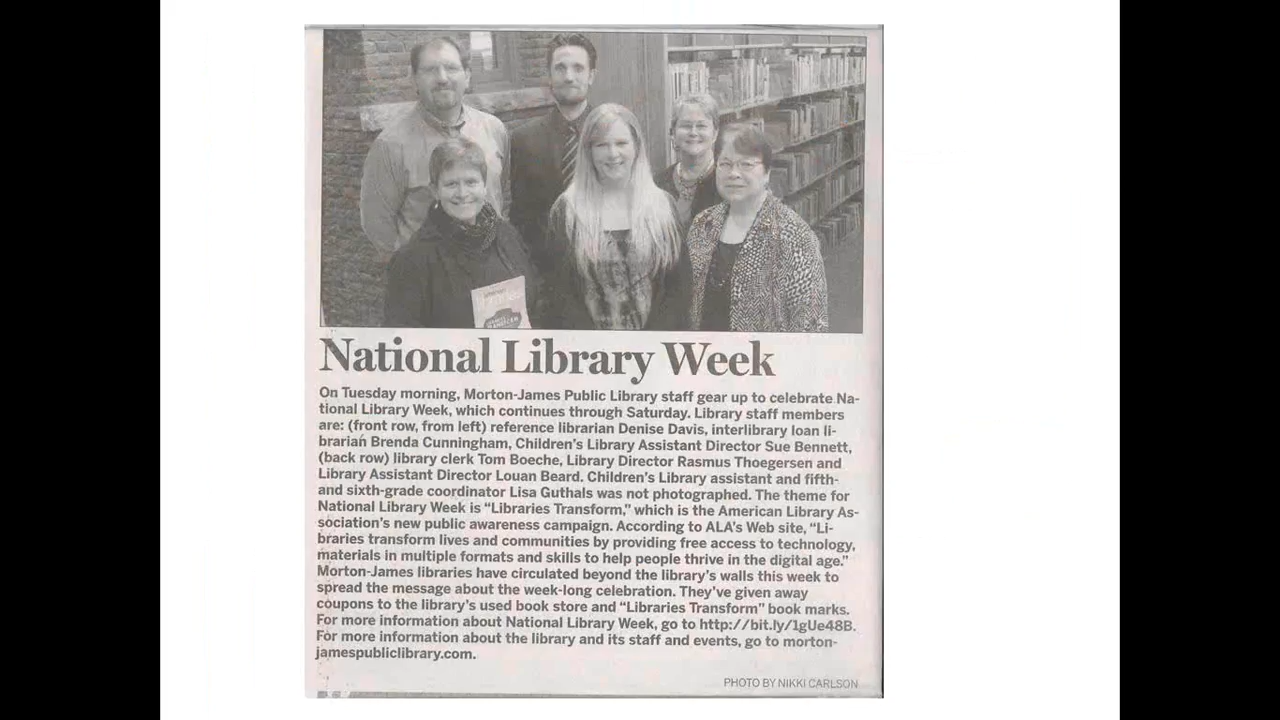 National Library Week
On Tuesday morning, Morton-James Public Library staff gear up to celebrate Na-
tional Library Week, which continues through Saturday. Library staff members
are: (front row, from left) reference librarian Denise Davis, interlibrary loan li-
brarian Brenda Cunningham, Children's Library Assistant Director Sue Bennett,
(back row) library clerk Tom Boeche, Library Director Rasmus Thoegersen and
Library Assistant Director Louan Beard. Children's Library assistant and fifth-
and sixth-grade coordinator Lisa Guthals was not photographed. The theme for
National Library Week is “Libraries Transform,” which is the American Library As-
sociation's new public awareness campaign. According to ALA's Web site, “Li-
braries transform lives and communities by providing free access to technology,
materials in multiple formats and skills to help people thrive in the digital age.”
Morton-James libraries have circulated beyond the library's walls this week to
spread the message about the week-long celebration. They've given away
coupons to the library's used book store and “Libraries Transform” book marks.
For more information about National Library Week, go to http://bit.ly/1gUe48B.
For more information about the library and its staff and events, go to morton-
jamespubliclibrary.com.
PHOTO BY NIKKI CARLSON